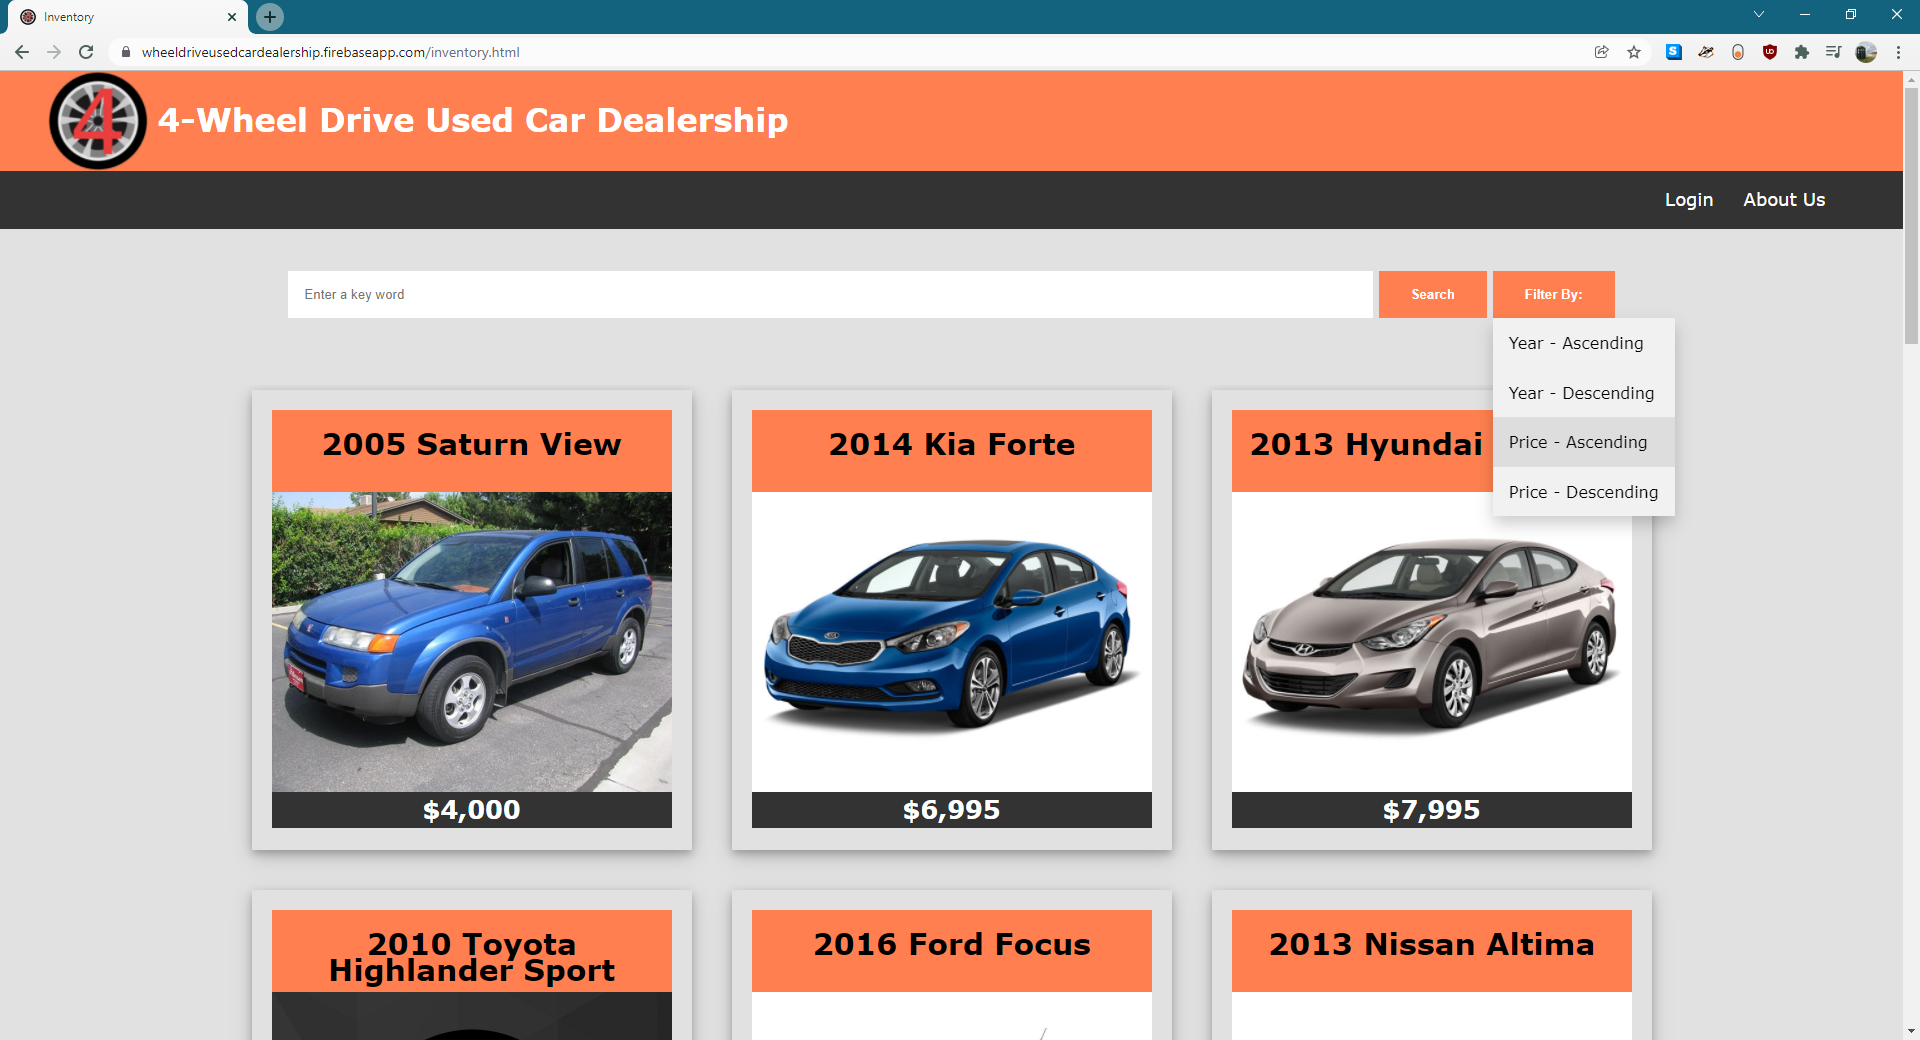 Inventory
wheeldriveusedcardealership.firebaseapp.com/inventory.html
4
4-Wheel Drive Used Car Dealership
Login About Us
Enter a key word
Search
Filter By:
Year - Ascending
Year - Descending
Price - Ascending
Price - Descending
2005 Saturn View
2014 Kia Forte
2013 Hyundai
$4,000
$6,995
$7,995
2010 Toyota
Highlander Sport
2016 Ford Focus
2013 Nissan Altima